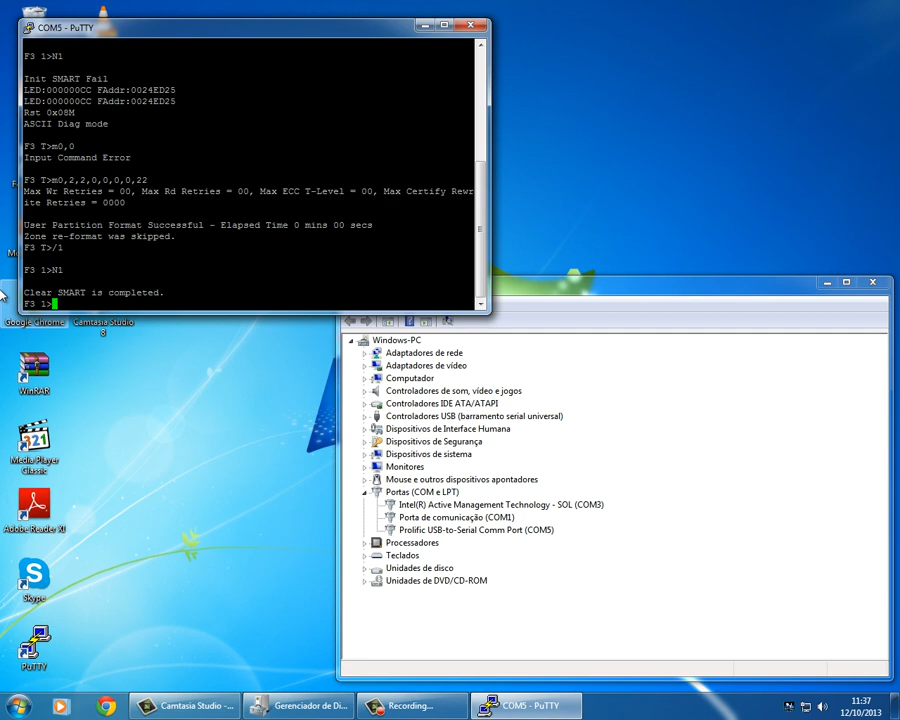 COM5 - PuTTY
F3 1>N1
Init SMART Fail
LED:000000CC FAddr:0024ED25
LED:000000CC FAddr:0024ED25
Rst 0x08M
ASCII Diag mode
F3 T>m0,0
Input Command Error
F3 T>m0,2,2,0,0,0,0,22
Max Wr Retries = 00, Max Rd Retries = 00, Max ECC T-Level = 00, Max Certify Rewr
ite Retries = 0000
User Partition Format Successful - Elapsed Time 0 mins 00 secs
Zone re-format was skipped.
F3 T>/1
F3 1>N1
Clear SMART is completed.
F3 1>
Google Chrome
Camtasia Studio
8
WinRAR
321
Media Player
Classic
Adobe Reader XI
Skype
PuTTY
Windows-PC
Adaptadores de rede
Adaptadores de vídeo
Computador
Controladores de som, vídeo e jogos
Controladores IDE ATA/ATAPI
Controladores USB (barramento serial universal)
Dispositivos de Interface Humana
Dispositivos de Segurança
Dispositivos de sistema
Monitores
Mouse e outros dispositivos apontadores
Portas (COM e LPT)
Intel(R) Active Management Technology - SOL (COM3)
Porta de comunicação (COM1)
Prolific USB-to-Serial Comm Port (COM5)
Processadores
Teclados
Unidades de disco
Unidades de DVD/CD-ROM
Camtasia Studio -...
Gerenciador de Di...
Recording...
COM5 - PuTTY
11:37
12/10/2013